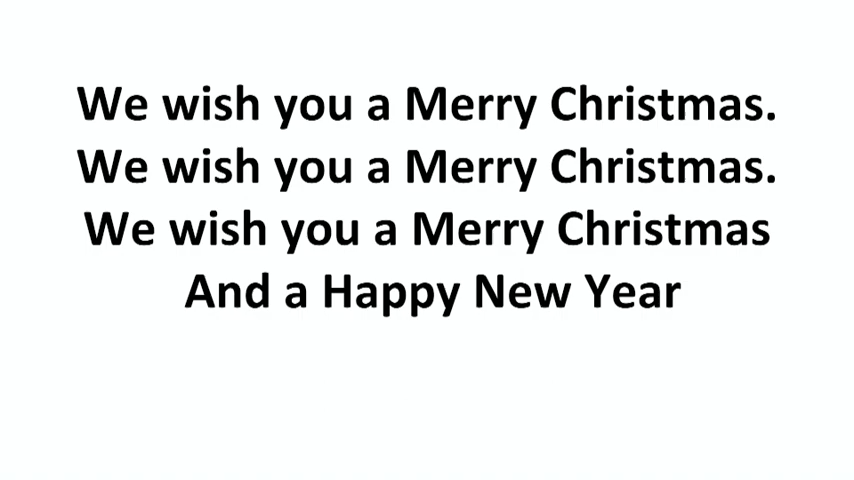 We wish you a Merry Christmas.
We wish you a Merry Christmas.
We wish you a Merry Christmas
And a Happy New Year